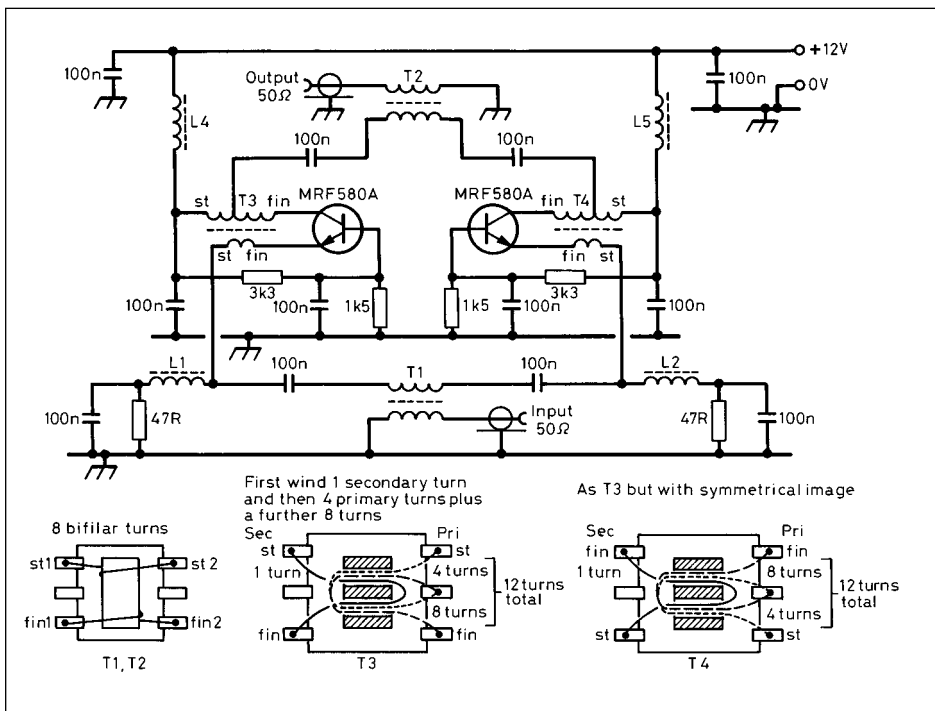 +12V
100n
Output
50Ω
T2
100n
0V
L4
L5
100n
100n
MRF580A
MRF580A
st
T3
fin
fin
T4
st
st
fin
fin
st
3k3
3k3
100n
100n
1k5
1k5
100n
100n
L1
100n
T1
100n
L2
100n
47R
Input
50Ω
47R
100n
First wind 1 secondary turn
and then 4 primary turns plus
a further 8 turns
As T3 but with symmetrical image
8 bifilar turns
st1
st2
fin1
fin2
T1, T2
Sec
Pri
st
st
1 turn
4 turns
12 turns
total
8 turns
fin
fin
T3
Sec
Pri
fin
fin
1 turn
8 turns
12 turns
total
4 turns
st
st
T4